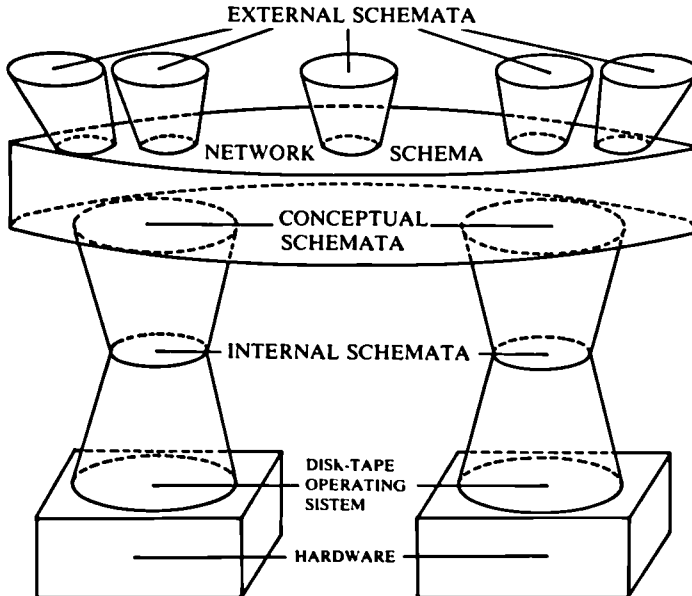 EXTERNAL SCHEMATA
NETWORK SCHEMA
CONCEPTUAL
SCHEMATA
INTERNAL SCHEMATA
DISK-TAPE
OPERATING
SISTEM
HARDWARE